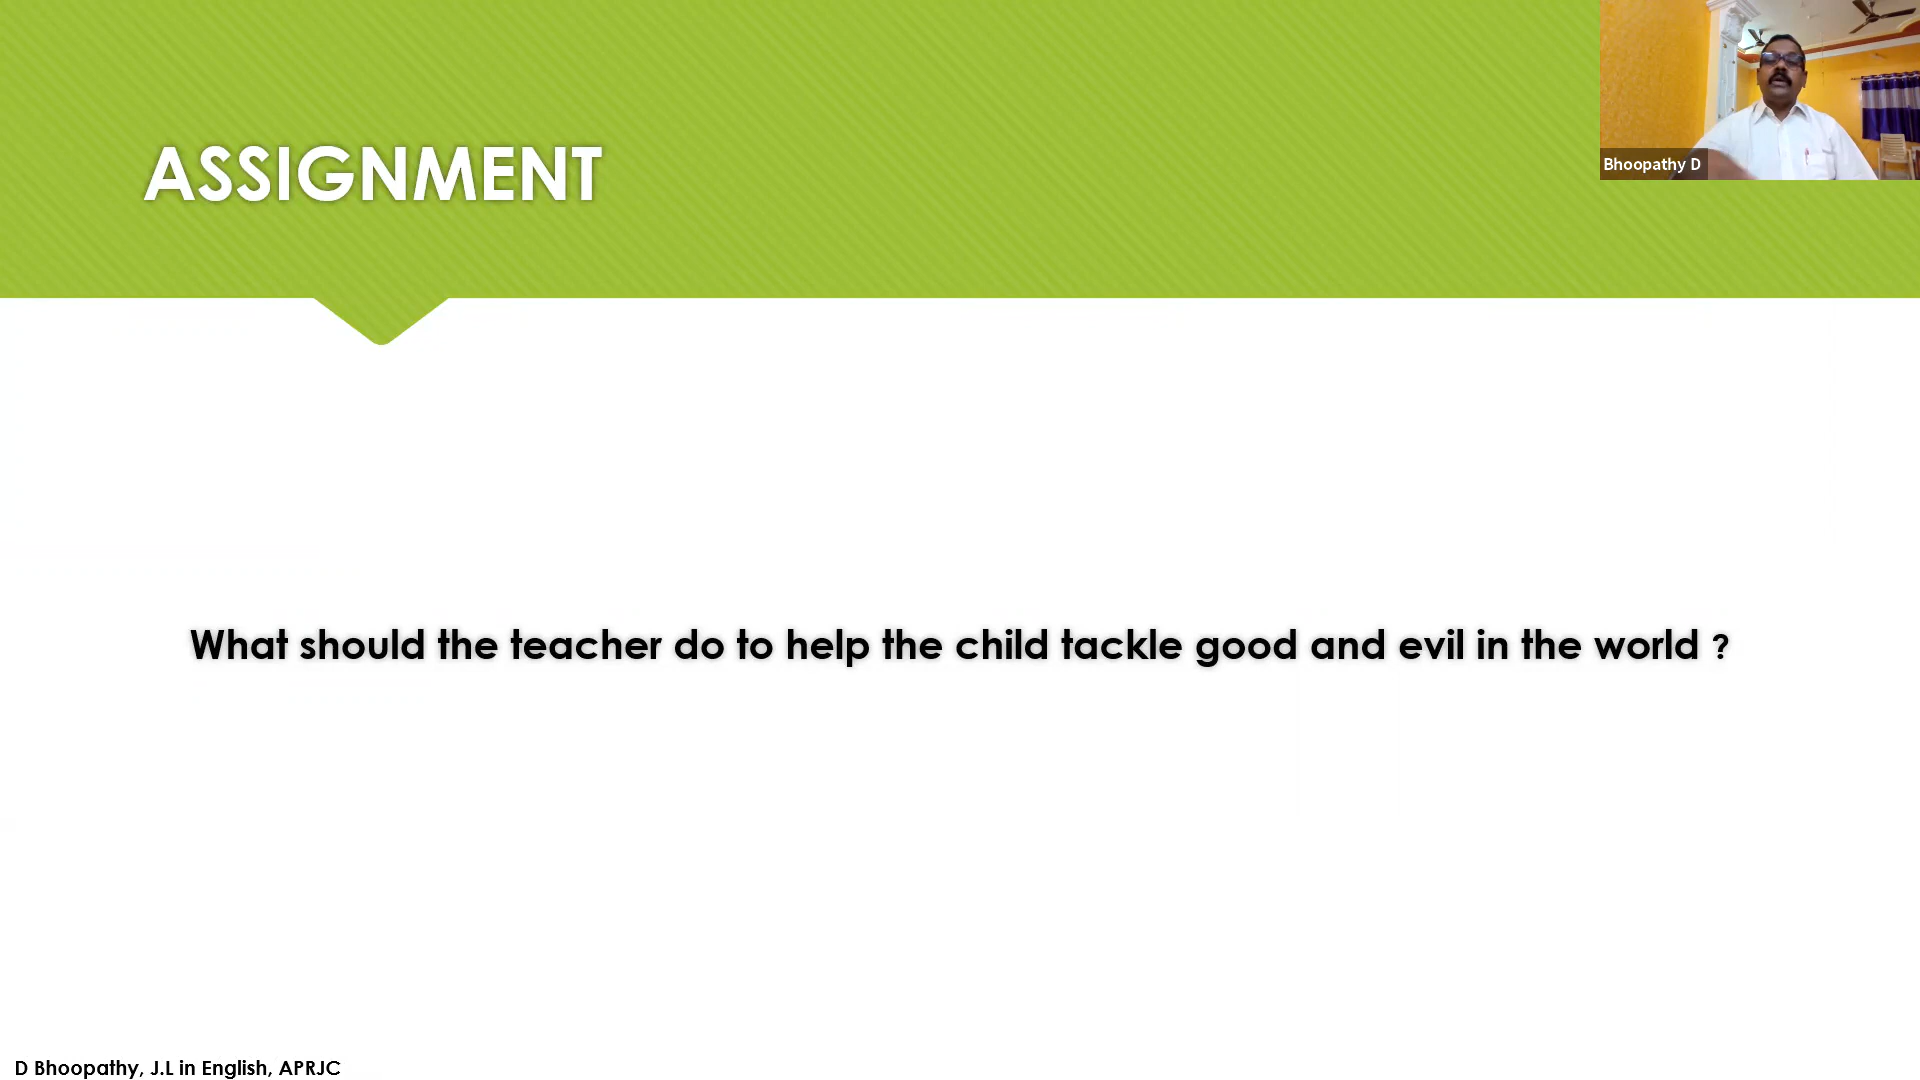 ASSIGNMENT
Bhoopathy D
What should the teacher do to help the child tackle good and evil in the world ?
D Bhoopathy, J.L in English, APRJC